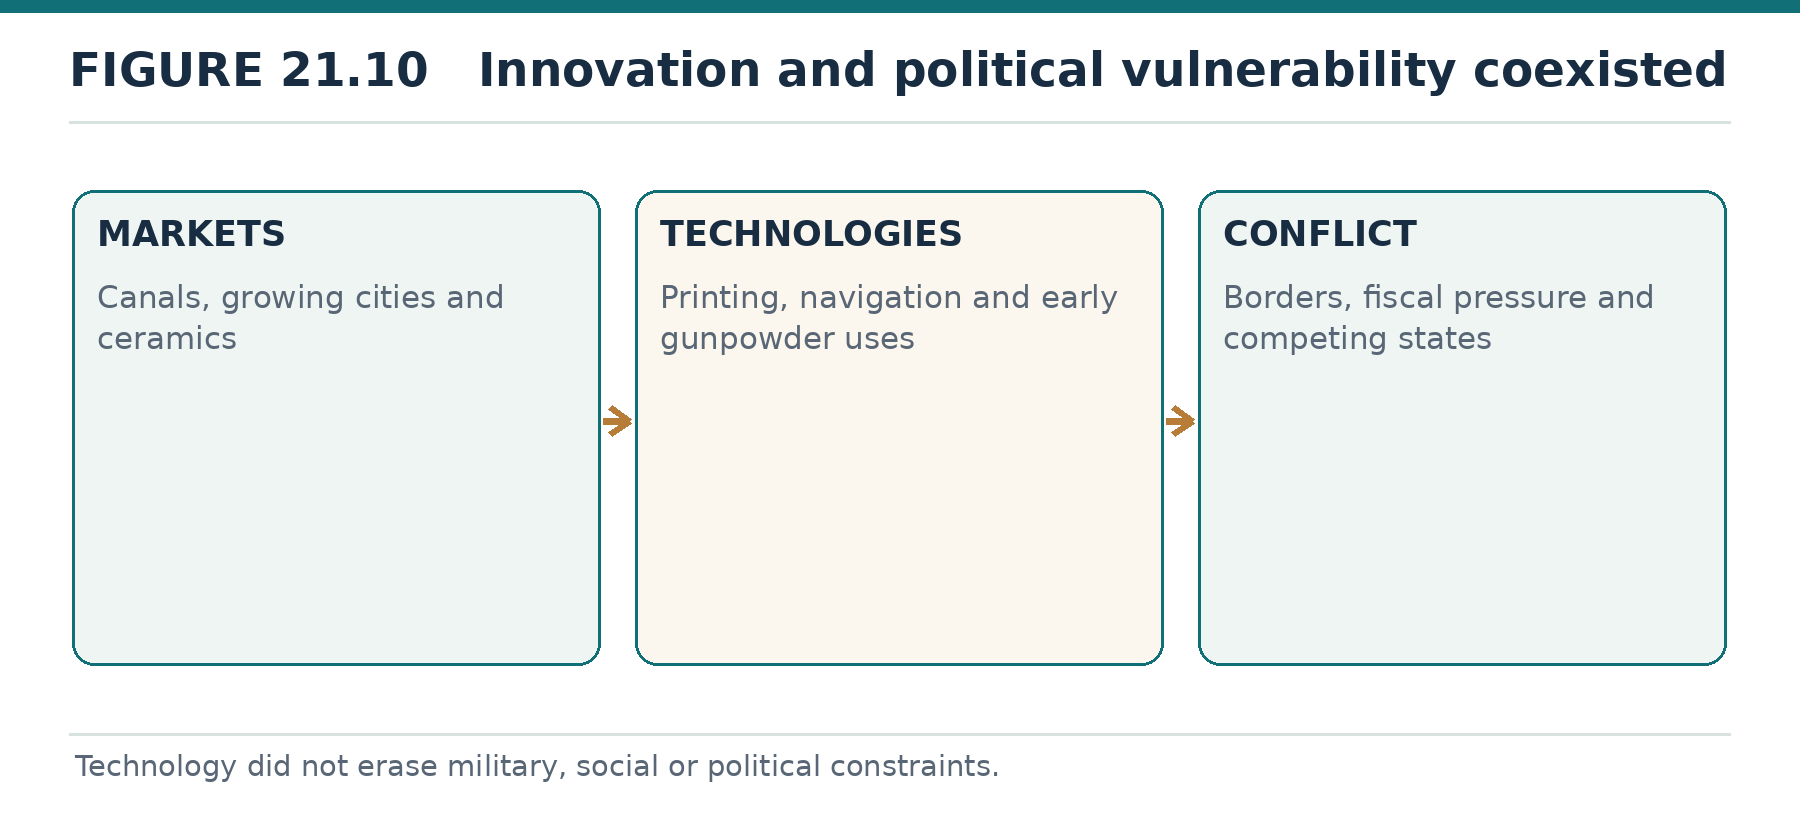 FIGURE 21.10 Innovation and political vulnerability coexisted
MARKETS
Canals, growing cities and
ceramics
TECHNOLOGIES
Printing, navigation and early
gunpowder uses
CONFLICT
Borders, fiscal pressure and
competing states
Technology did not erase military, social or political constraints.